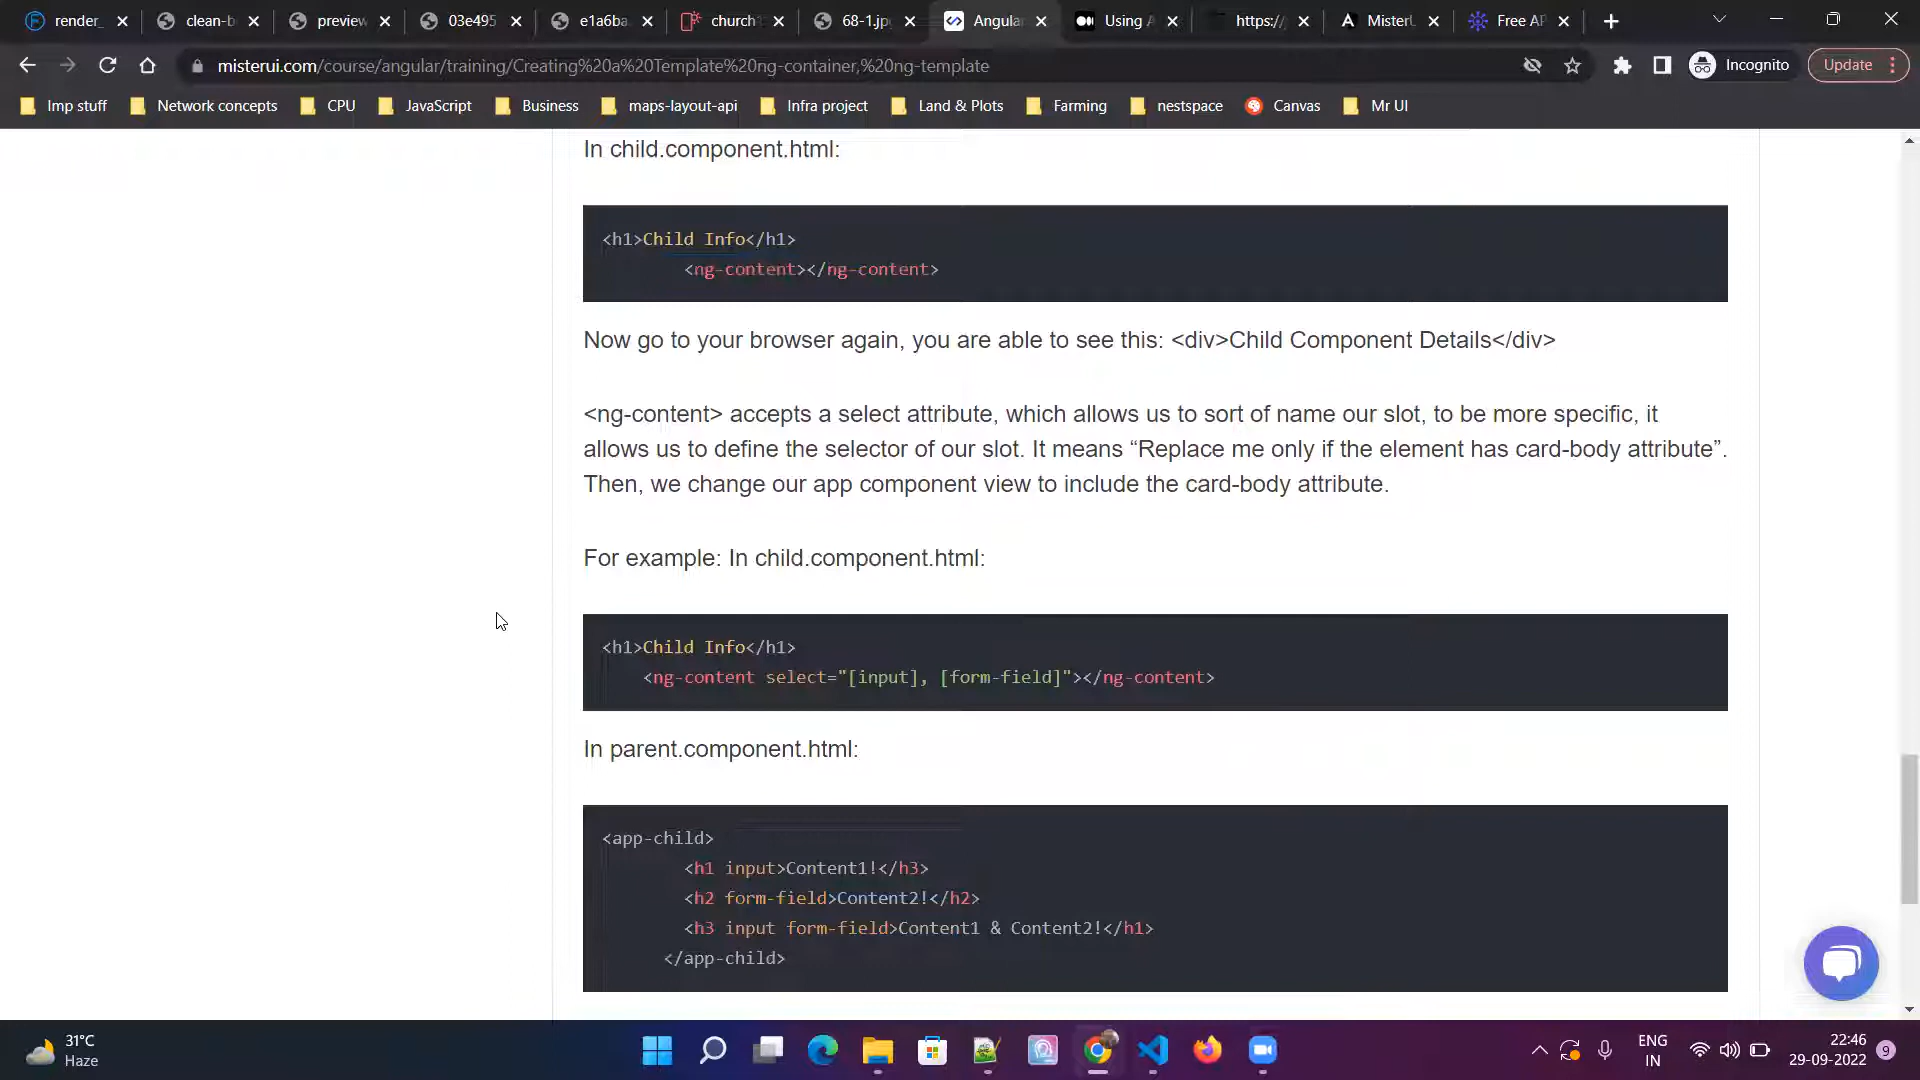 render_
clean-b
preview
03e495
e1a6ba
church
68-1.jp
Angular
Using A
https://
MisterU
Free AP
misterui.com/course/angular/training/Creating%20a%20Template%20ng-container,%20ng-template
Incognito
Update
Imp stuff
Network concepts
CPU
JavaScript
Business
maps-layout-api
Infra project
Land & Plots
Farming
nestspace
Canvas
Mr UI
In child.component.html:
<h1>Child Info</h1>
<ng-content></ng-content>
Now go to your browser again, you are able to see this: <div>Child Component Details</div>
<ng-content> accepts a select attribute, which allows us to sort of name our slot, to be more specific, it
allows us to define the selector of our slot. It means “Replace me only if the element has card-body attribute”.
Then, we change our app component view to include the card-body attribute.
For example: In child.component.html:
<h1>Child Info</h1>
<ng-content select="[input], [form-field]"></ng-content>
In parent.component.html:
<app-child>
<h1 input>Content1!</h3>
<h2 form-field>Content2!</h2>
<h3 input form-field>Content1 & Content2!</h1>
</app-child>
31°C
Haze
ENG
IN
22:46
29-09-2022
9